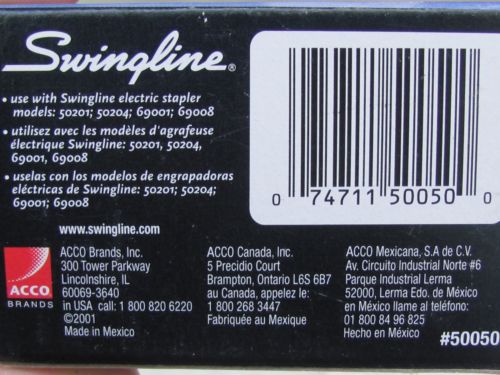 Swingline®
• use with Swingline electric stapler
models: 50201; 50204; 69001; 69008
• utilisez avec les modèles d'agrafeuse
électrique Swingline: 50201, 50204,
69001, 69008
• uselas con los modelos de engrapadoras
eléctricas de Swingline: 50201; 50204;
69001; 69008
0 74711 50050 0
www.swingline.com
ACCO
BRANDS
ACCO Brands, Inc.
300 Tower Parkway
Lincolnshire, IL
60069-3640
in USA call: 1 800 820 6220
©2001
Made in Mexico
ACCO Canada, Inc.
5 Precidio Court
Brampton, Ontario L6S 6B7
au Canada, appelez le:
1 800 268 3447
Fabriquée au Mexique
ACCO Mexicana, S.A de C.V.
Av. Circuito Industrial Norte #6
Parque Industrial Lerma
52000, Lerma Edo. de México
en México llame al teléfono:
01 800 84 96 825
Hecho en México
#50050